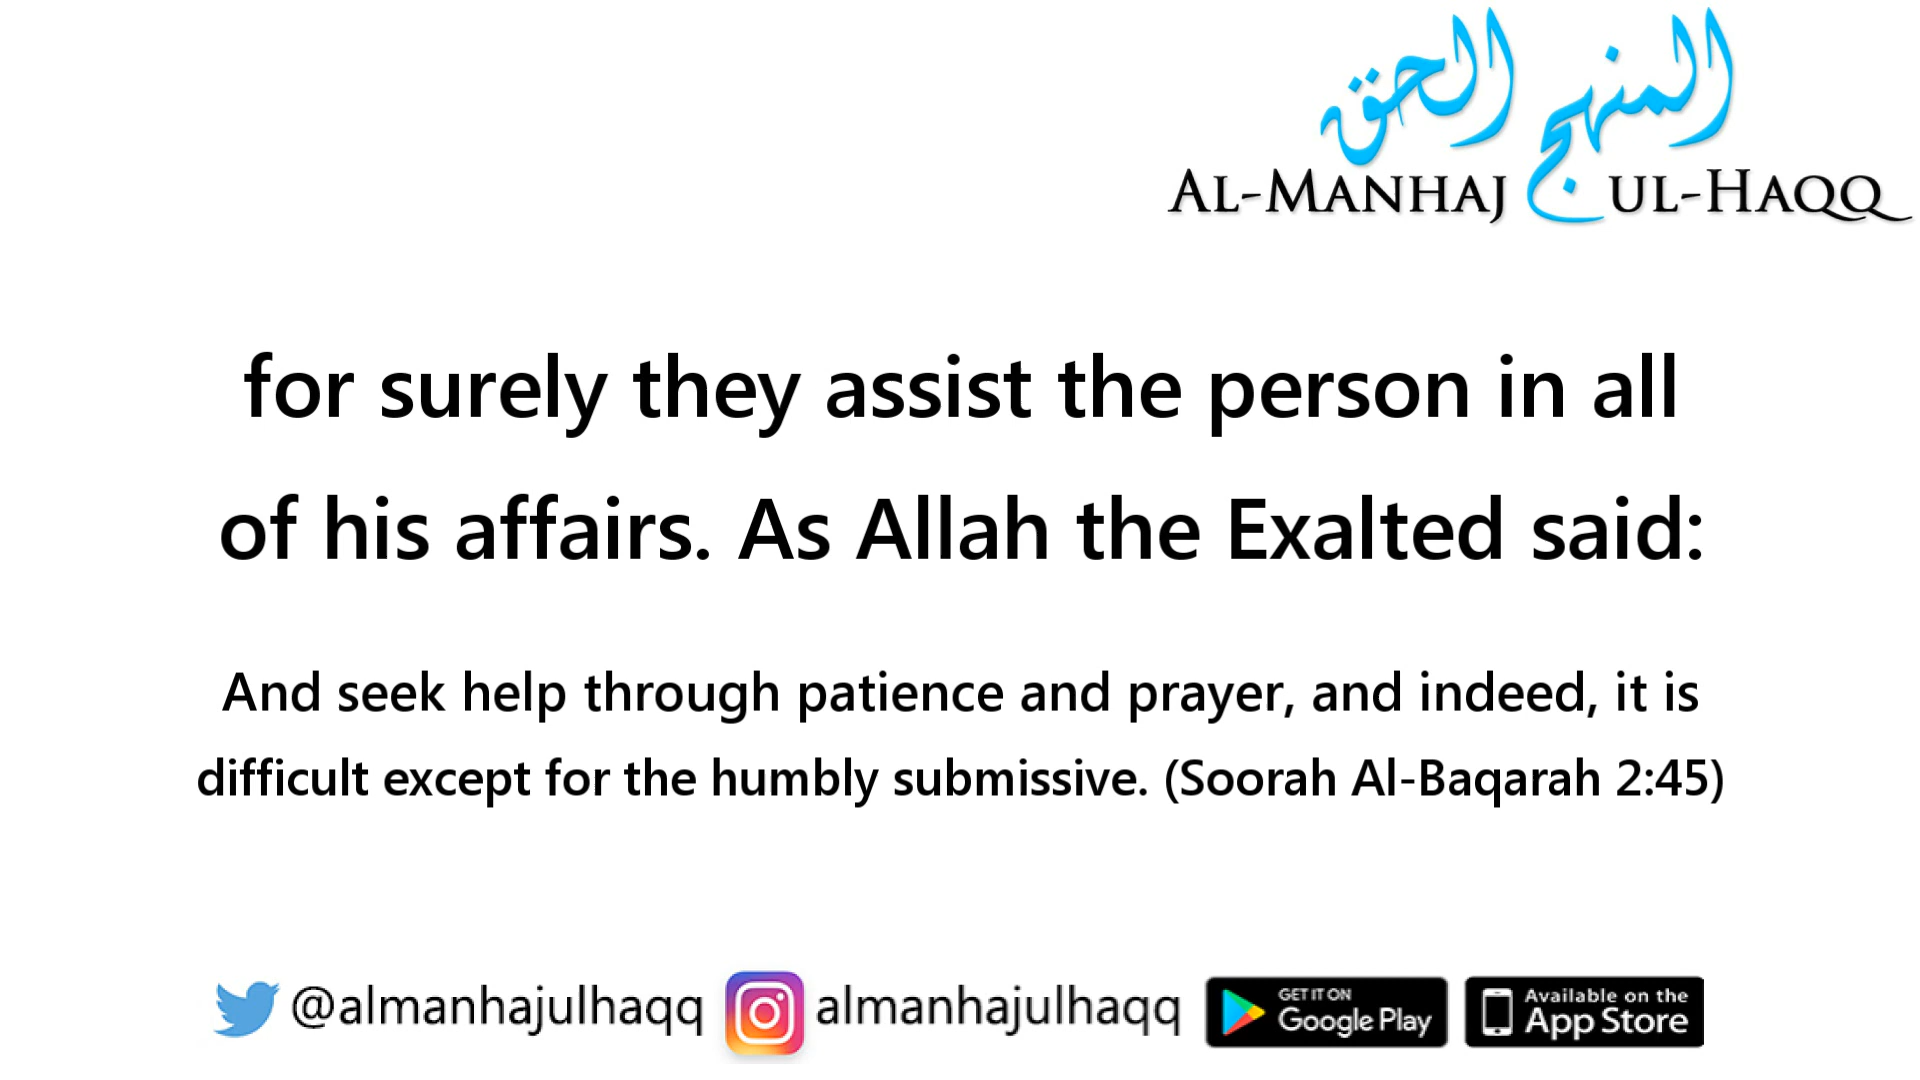 المنهج الحق
AL-MANHAJ UL-HAQQ
for surely they assist the person in all
of his affairs. As Allah the Exalted said:
And seek help through patience and prayer, and indeed, it is
difficult except for the humbly submissive. (Soorah Al-Baqarah 2:45)
@almanhajulhaqq almanhajulhaqq GET IT ON Google Play Available on the App Store